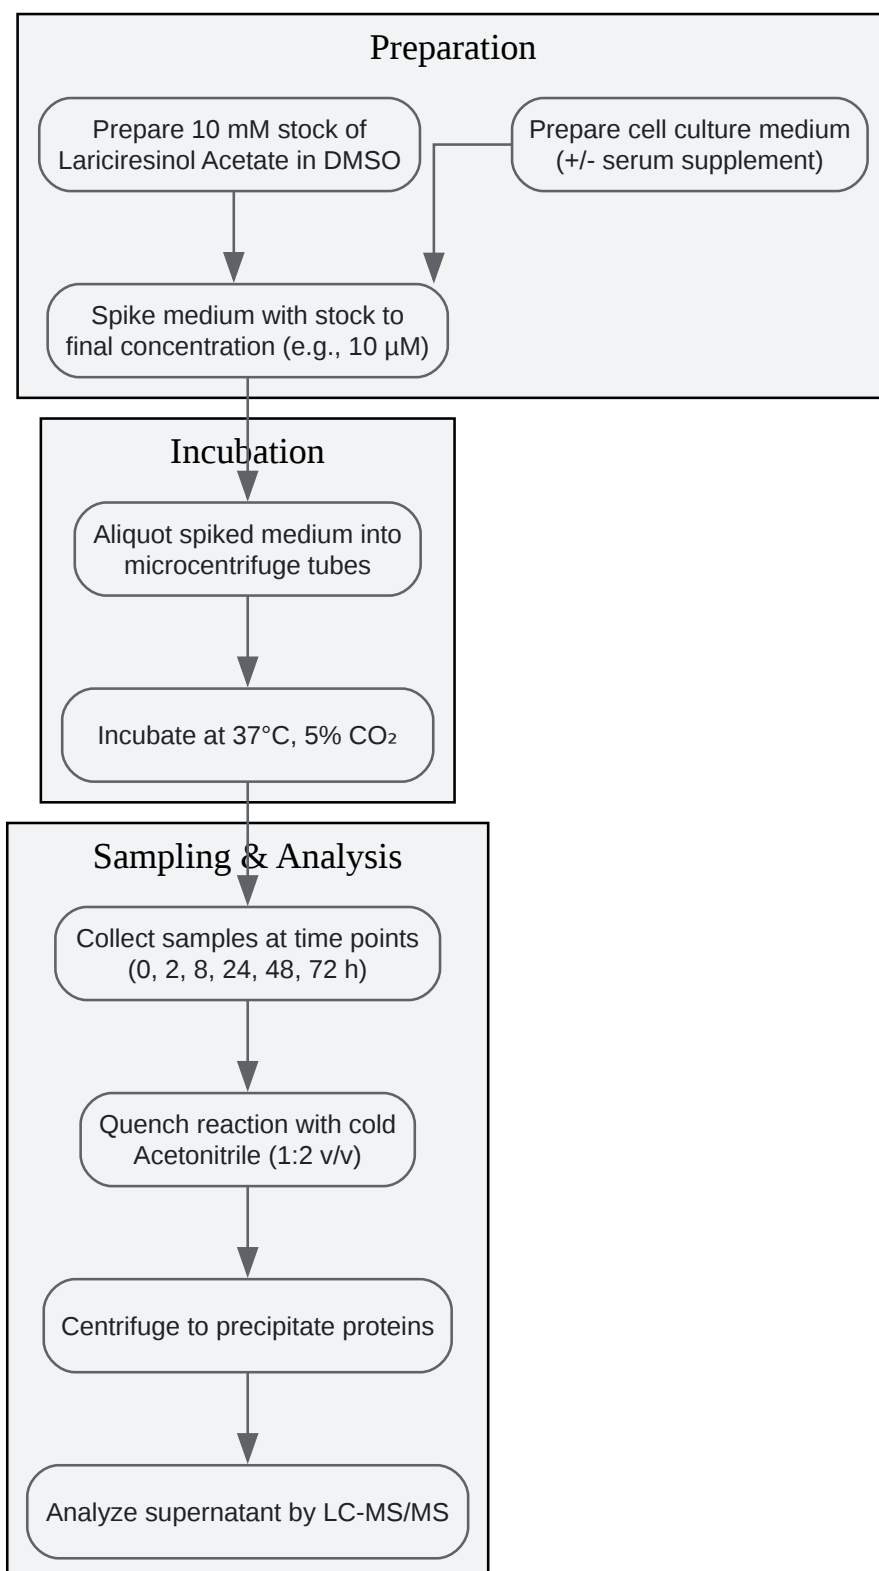 Preparation
Prepare 10 mM stock of
Lariciresinol Acetate in DMSO
Prepare cell culture medium
(+/- serum supplement)
Spike medium with stock to
final concentration (e.g., 10 µM)
Incubation
Aliquot spiked medium into
microcentrifuge tubes
Incubate at 37°C, 5% CO₂
Sampling & Analysis
Collect samples at time points
(0, 2, 8, 24, 48, 72 h)
Quench reaction with cold
Acetonitrile (1:2 v/v)
Centrifuge to precipitate proteins
Analyze supernatant by LC-MS/MS